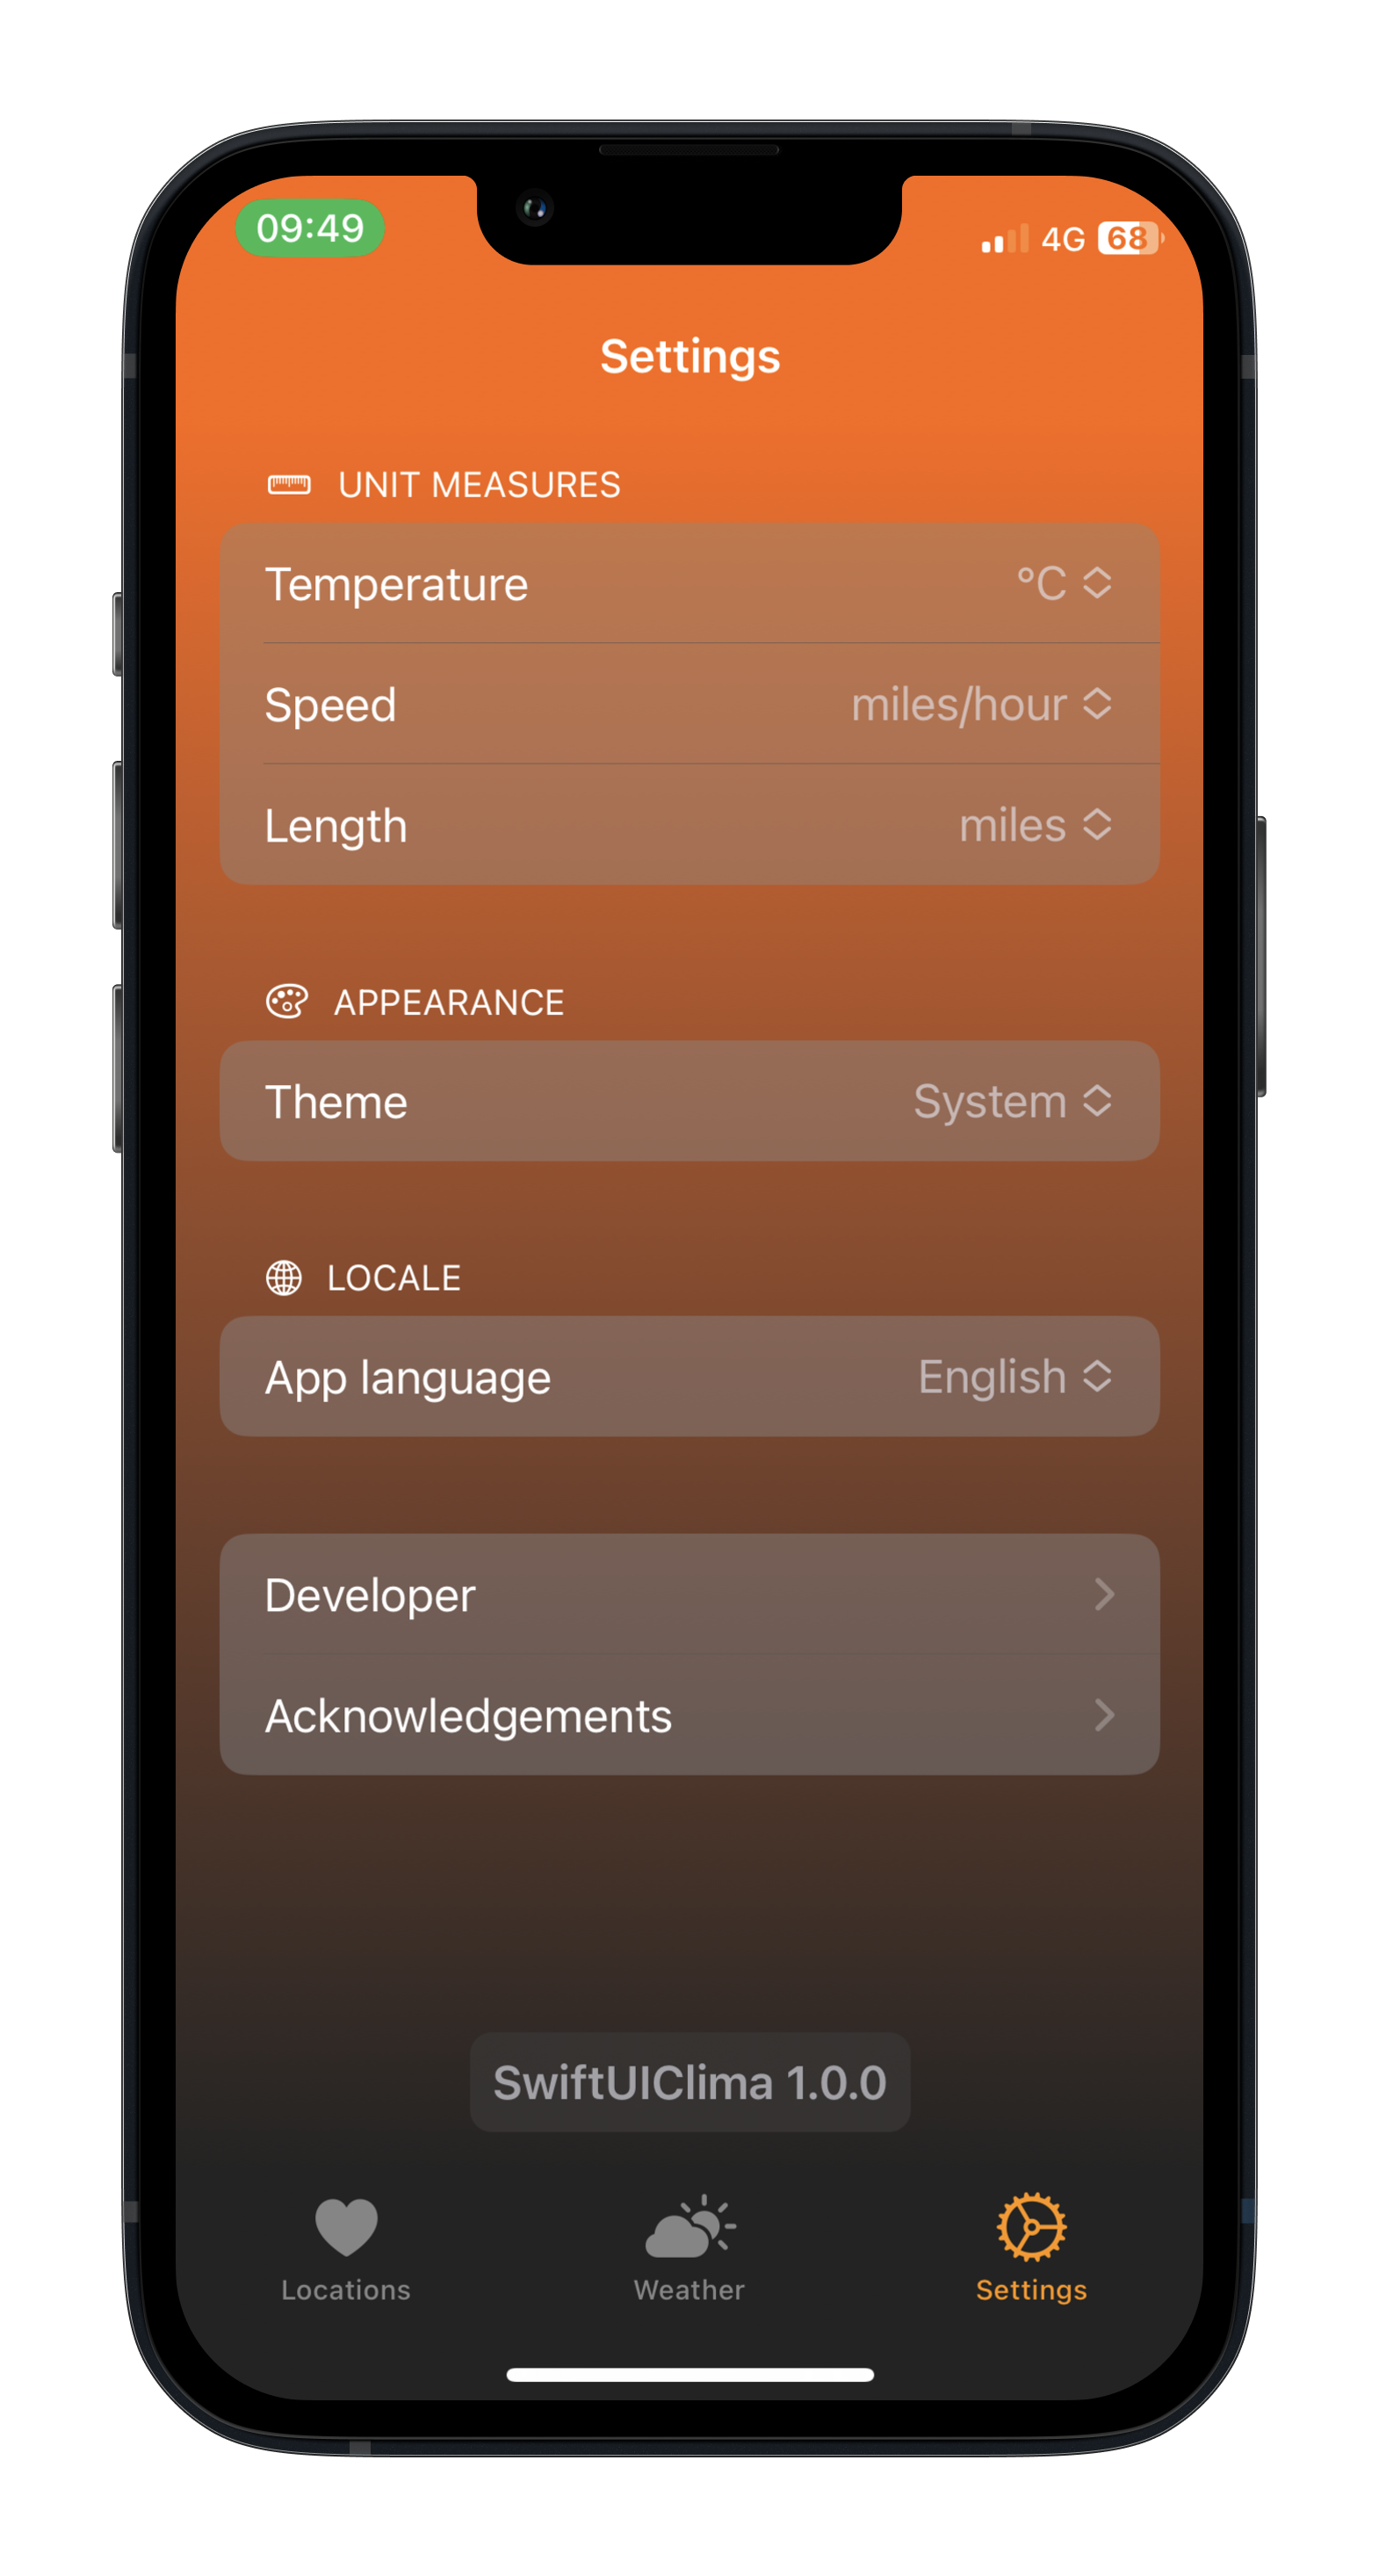 09:49 4G 68
Settings
UNIT MEASURES
Temperature °C
Speed miles/hour
Length miles
APPEARANCE
Theme System
LOCALE
App language English
Developer
Acknowledgements
SwiftUIClima 1.0.0
Locations Weather Settings